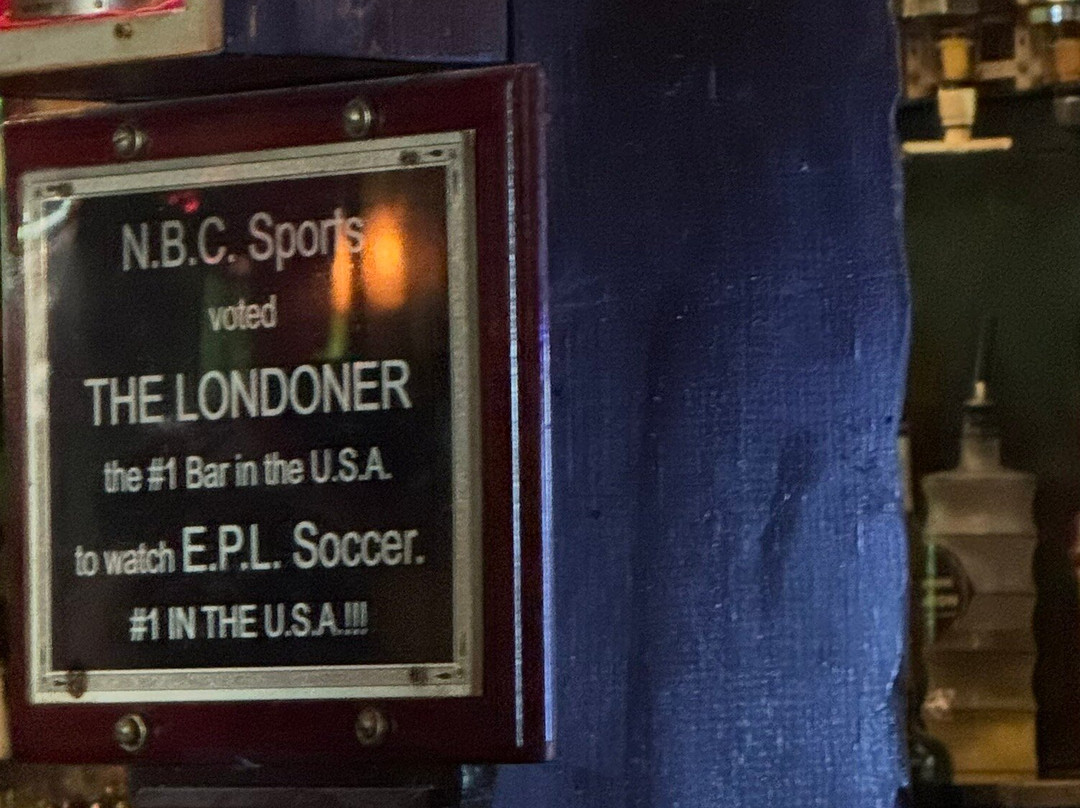 N.B.C. Sports
voted
THE LONDONER
the #1 Bar in the U.S.A.
to watch E.P.L. Soccer.
#1 IN THE U.S.A.!!!